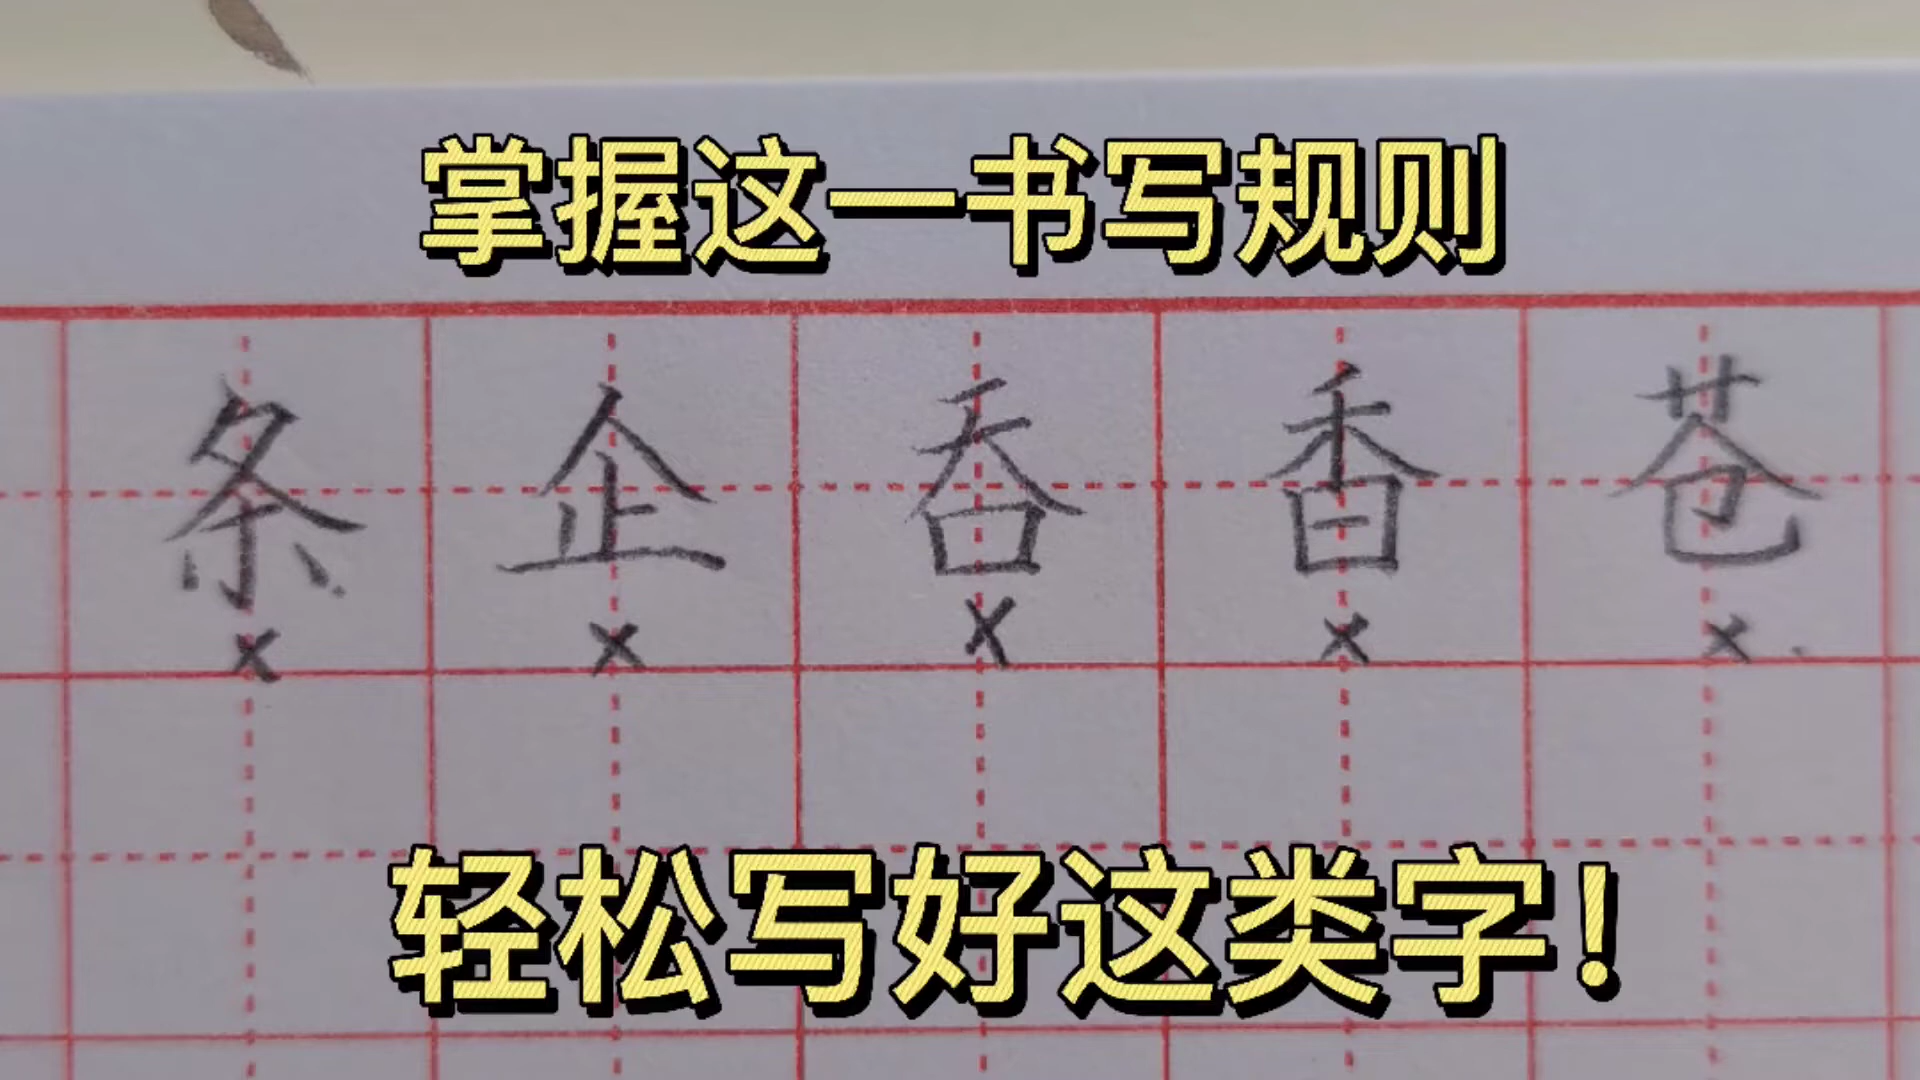 掌握这一书写规则
条 企 吞 香 苍
× × × × ×
轻松写好这类字！